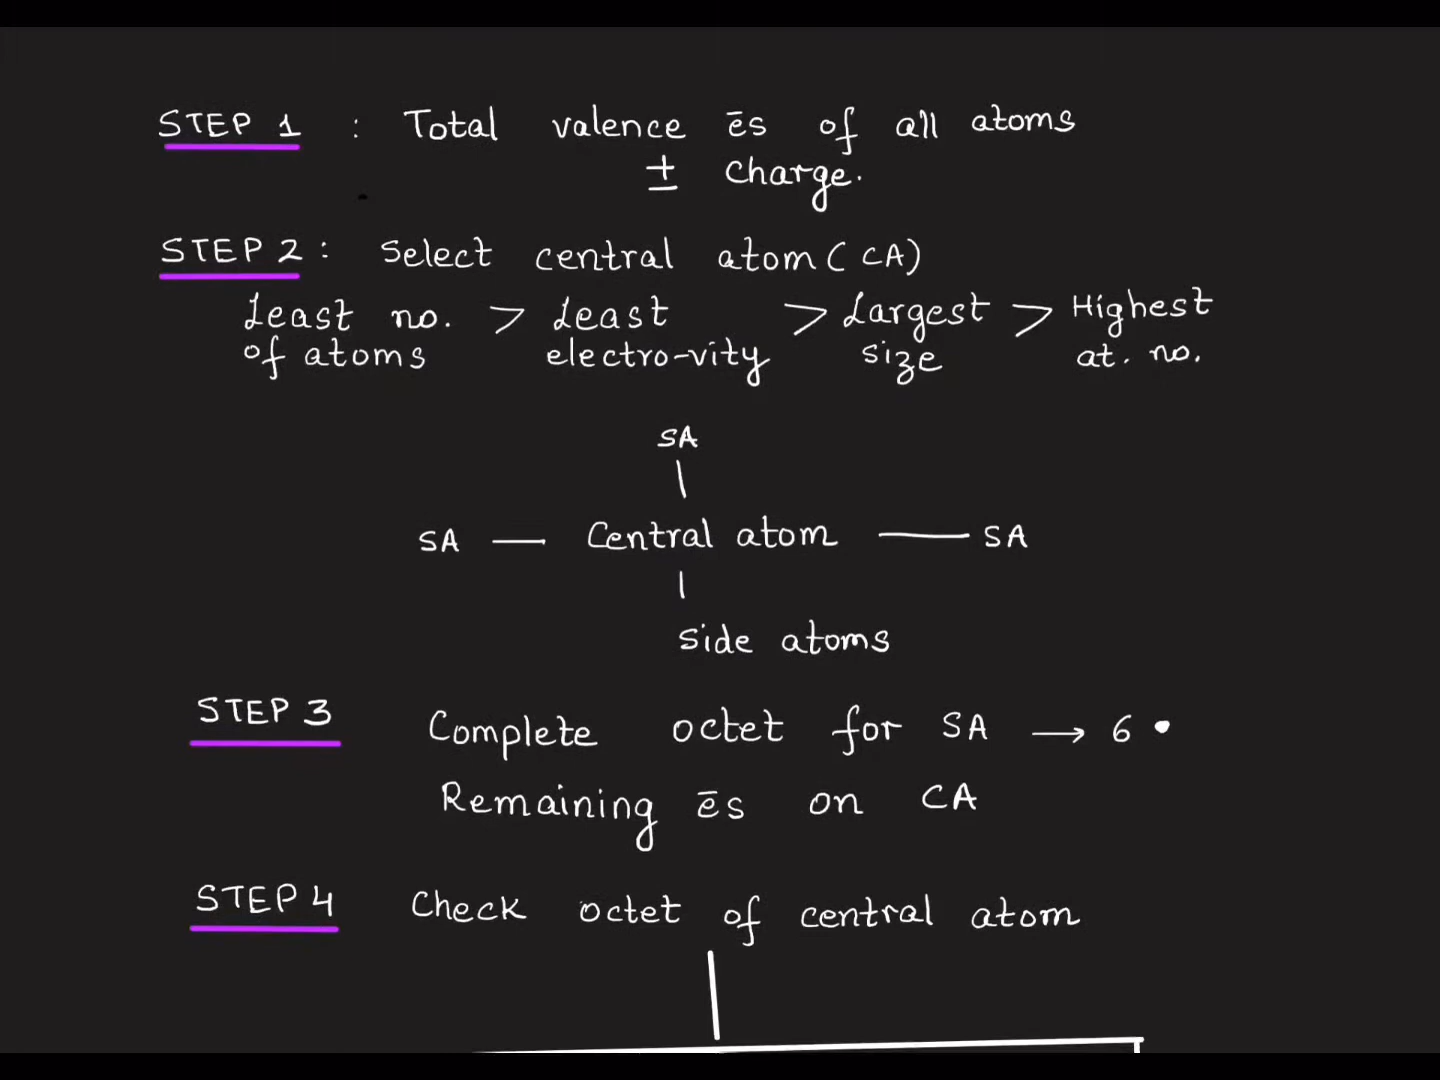 STEP 1 : Total valence ēs of all atoms
± charge.
STEP 2 : Select central atom ( CA)
Least no. > Least > Largest > Highest
of atoms electro-vity size at. no.
SA
SA — Central atom — SA
Side atoms
STEP 3 Complete octet for SA → 6 •
Remaining ēs on CA
STEP 4 Check octet of central atom